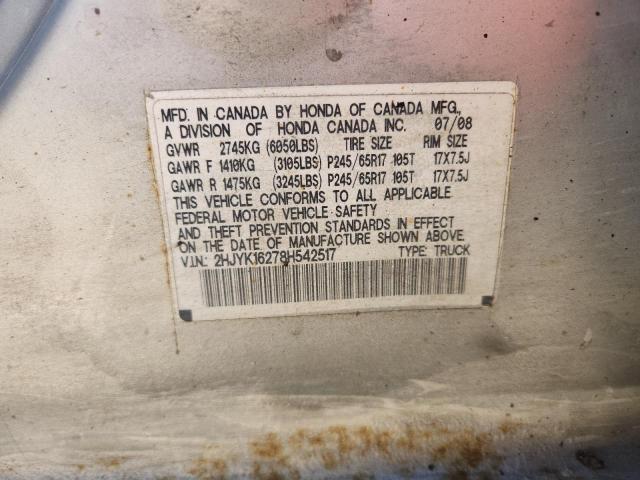 MFD. IN CANADA BY HONDA OF CANADA MFG.,
A DIVISION OF HONDA CANADA INC. 07/08
GVWR 2745KG (6050LBS) TIRE SIZE RIM SIZE
GAWR F 1410KG (3105LBS) P245/65R17 105T 17X7.5J
GAWR R 1475KG (3245LBS) P245/65R17 105T 17X7.5J
THIS VEHICLE CONFORMS TO ALL APPLICABLE
FEDERAL MOTOR VEHICLE SAFETY
AND THEFT PREVENTION STANDARDS IN EFFECT
ON THE DATE OF MANUFACTURE SHOWN ABOVE.
V.I.N.: 2HJYK16278H542517 TYPE: TRUCK